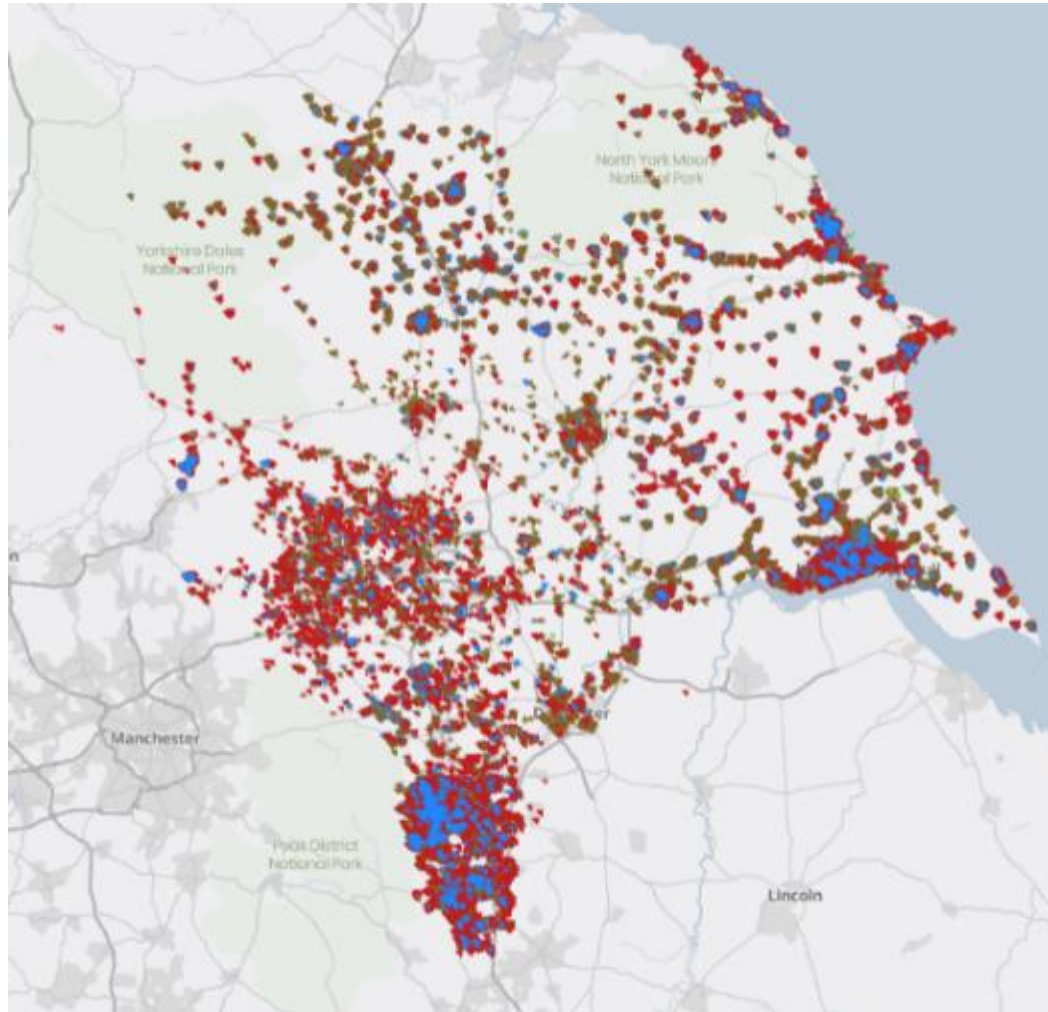 North York Moors
National Park
Yorkshire Dales
National Park
Manchester
Peak District
National Park
Lincoln